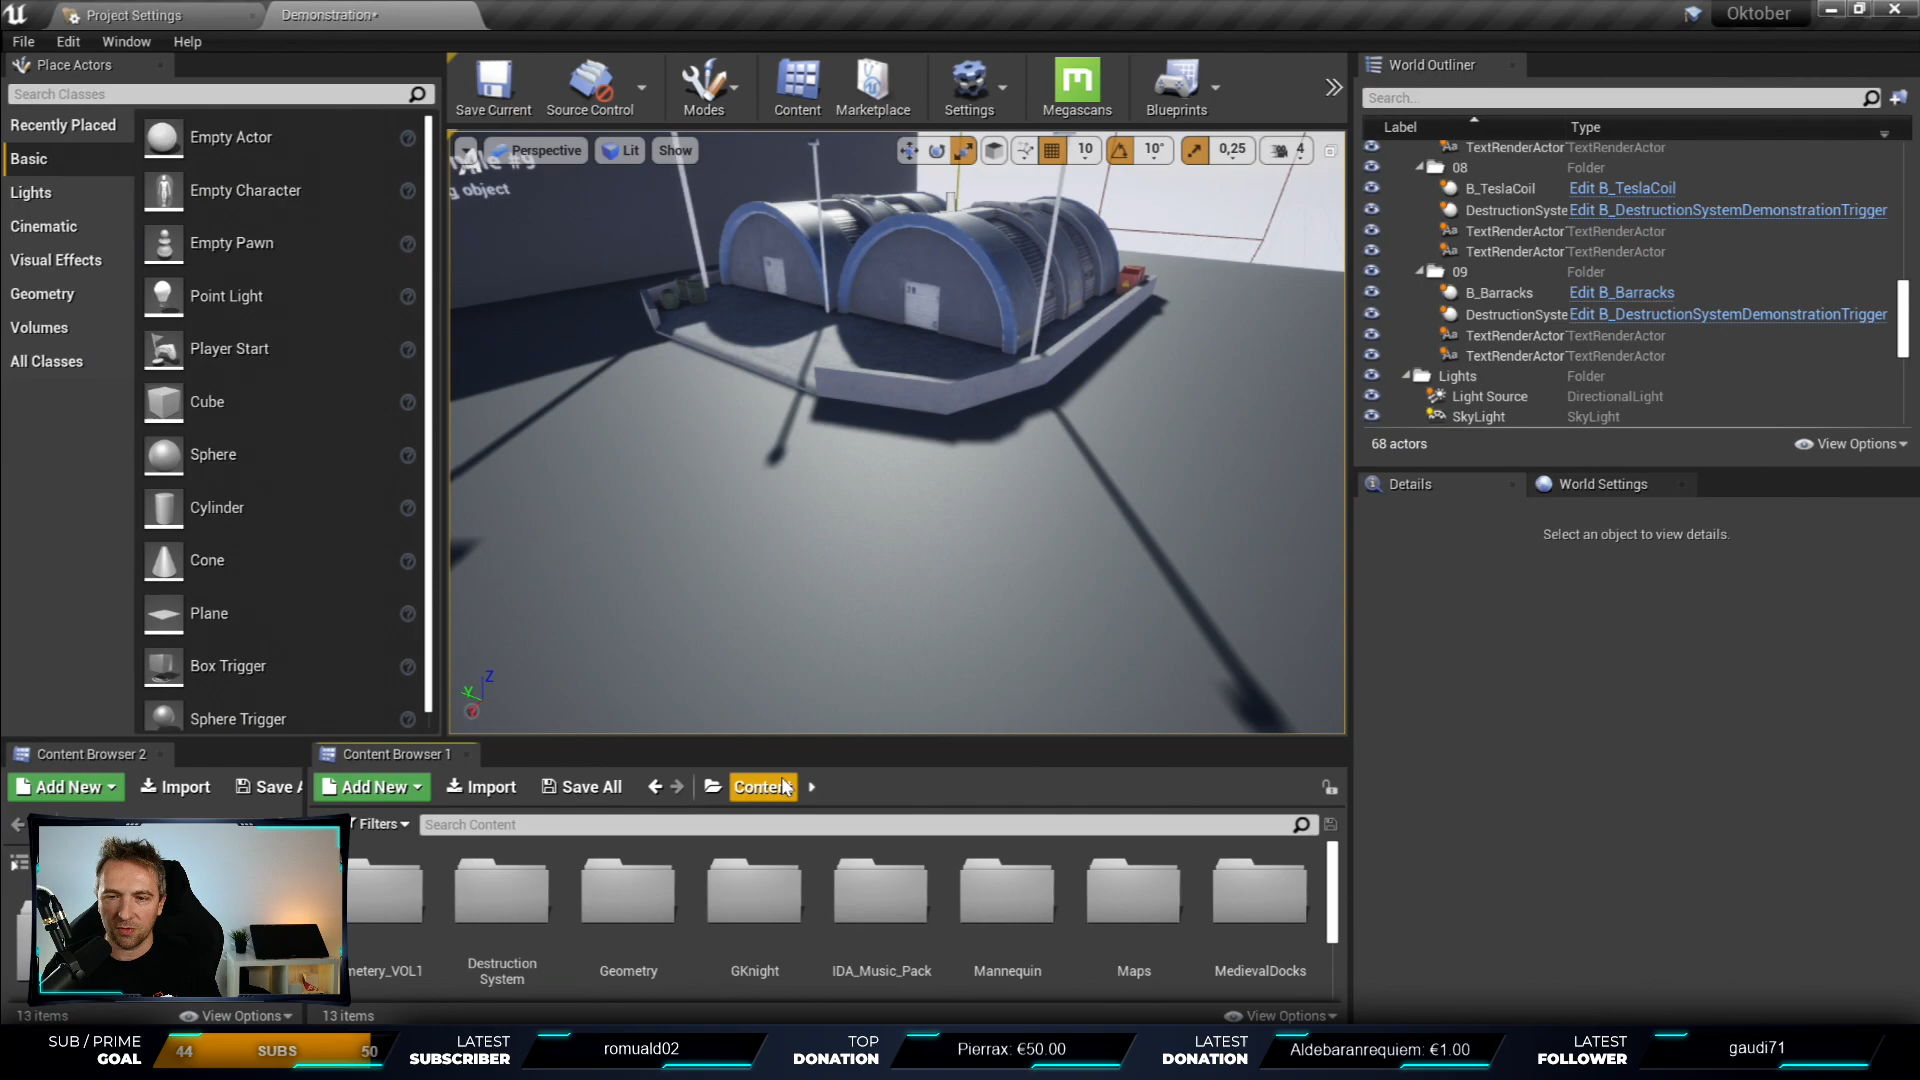 Project Settings
Demonstration*
Oktober
File Edit Window Help
Place Actors
Search Classes
Recently Placed
Basic
Lights
Cinematic
Visual Effects
Geometry
Volumes
All Classes
Empty Actor
Empty Character
Empty Pawn
Point Light
Player Start
Cube
Sphere
Cylinder
Cone
Plane
Box Trigger
Sphere Trigger
Save Current
Source Control
Modes
Content
Marketplace
Settings
Megascans
Blueprints
Perspective
Lit
Show
10
10°
0,25
4
g object
Z
Y
World Outliner
Search...
Label Type
TextRenderActor TextRenderActor
08 Folder
B_TeslaCoil Edit B_TeslaCoil
DestructionSyste Edit B_DestructionSystemDemonstrationTrigger
TextRenderActor TextRenderActor
TextRenderActor TextRenderActor
09 Folder
B_Barracks Edit B_Barracks
DestructionSyste Edit B_DestructionSystemDemonstrationTrigger
TextRenderActor TextRenderActor
TextRenderActor TextRenderActor
Lights Folder
Light Source DirectionalLight
SkyLight SkyLight
68 actors
View Options
Details
World Settings
Select an object to view details.
Content Browser 2
Add New Import Save A
13 items
View Options
Content Browser 1
Add New Import Save All Content
Filters
Search Content
metery_VOL1
Destruction
System
Geometry
GKnight
IDA_Music_Pack
Mannequin
Maps
MedievalDocks
13 items
View Options
SUB / PRIME
GOAL
44 SUBS 50
LATEST
SUBSCRIBER
romuald02
TOP
DONATION
Pierrax: €50.00
LATEST
DONATION
Aldebaranrequiem: €1.00
LATEST
FOLLOWER
gaudi71